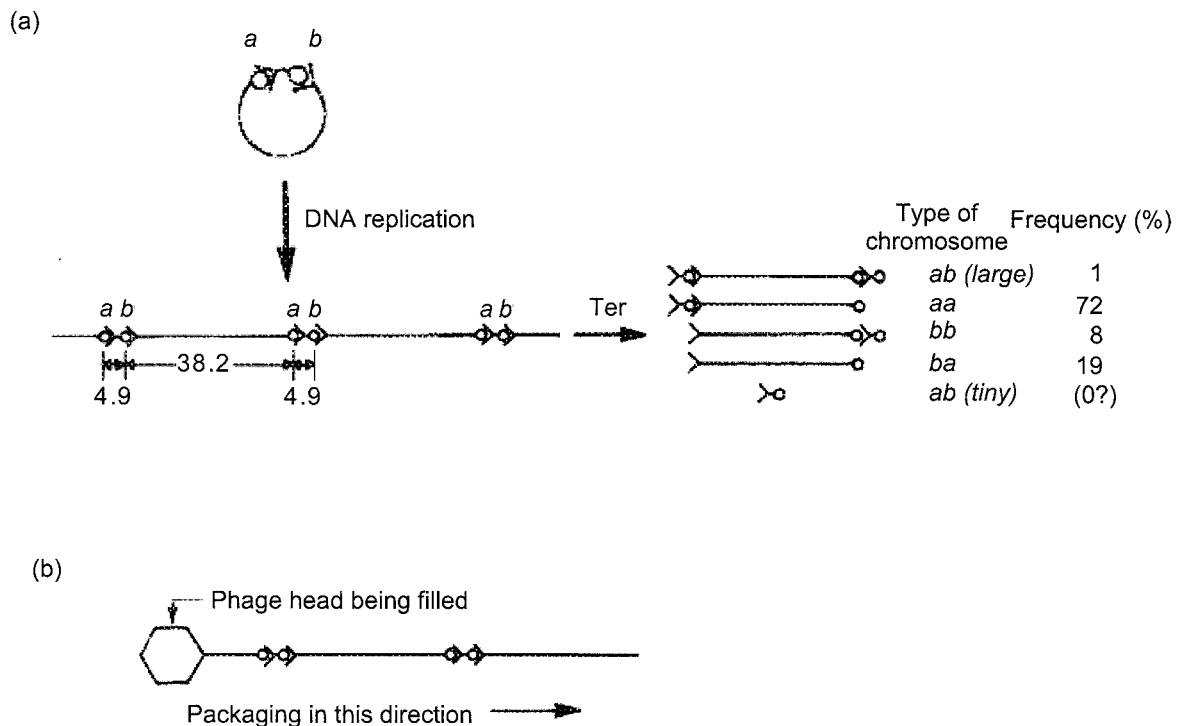 (a)
a b
DNA replication
a b a b a b
38.2
4.9 4.9
Ter
Type of chromosome Frequency (%)
ab (large) 1
aa 72
bb 8
ba 19
ab (tiny) (0?)
(b)
Phage head being filled
Packaging in this direction